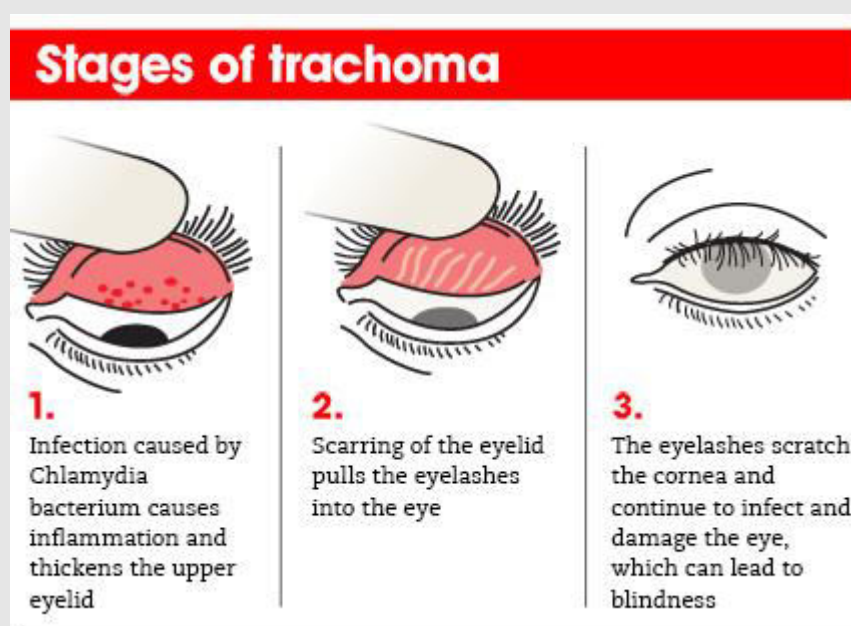 Stages of trachoma
1.
Infection caused by
Chlamydia
bacterium causes
inflammation and
thickens the upper
eyelid
2.
Scarring of the eyelid
pulls the eyelashes
into the eye
3.
The eyelashes scratch
the cornea and
continue to infect and
damage the eye,
which can lead to
blindness